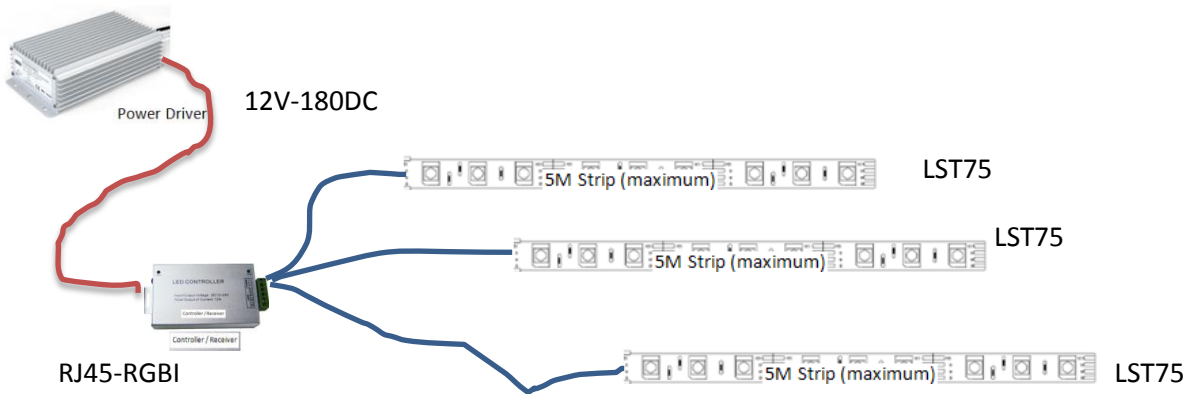 Power Driver
12V-180DC
5M Strip (maximum)
LST75
5M Strip (maximum)
LST75
LED CONTROLLER
Controller / Receiver
Controller / Receiver
RJ45-RGBI
5M Strip (maximum)
LST75